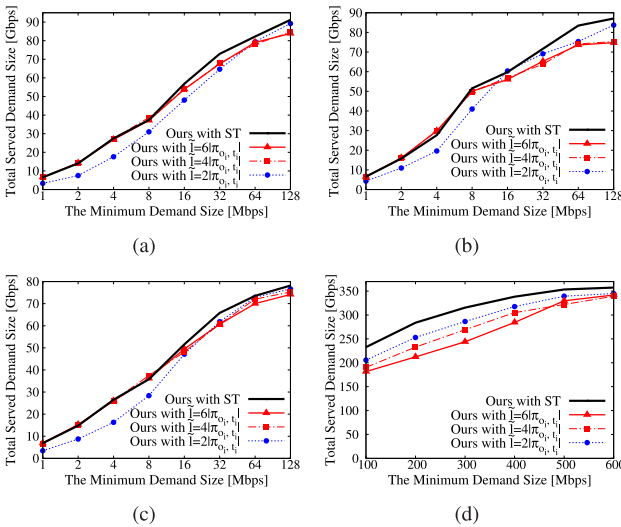 Total Served Demand Size [Gbps]
90
80
70
60
50
40
30
20
10
0
Ours with ST
Ours with l̃=6|π_{o_i, t_i}|
Ours with l̃=4|π_{o_i, t_i}|
Ours with l̃=2|π_{o_i, t_i}|
1 2 4 8 16 32 64 128
The Minimum Demand Size [Mbps]
(a)
Total Served Demand Size [Gbps]
90
80
70
60
50
40
30
20
10
0
Ours with ST
Ours with l̃=6|π_{o_i, t_i}|
Ours with l̃=4|π_{o_i, t_i}|
Ours with l̃=2|π_{o_i, t_i}|
1 2 4 8 16 32 64 128
The Minimum Demand Size [Mbps]
(b)
Total Served Demand Size [Gbps]
80
70
60
50
40
30
20
10
0
Ours with ST
Ours with l̃=6|π_{o_i, t_i}|
Ours with l̃=4|π_{o_i, t_i}|
Ours with l̃=2|π_{o_i, t_i}|
1 2 4 8 16 32 64 128
The Minimum Demand Size [Mbps]
(c)
Total Served Demand Size [Gbps]
350
300
250
200
150
100
50
0
Ours with ST
Ours with l̃=6|π_{o_i, t_i}|
Ours with l̃=4|π_{o_i, t_i}|
Ours with l̃=2|π_{o_i, t_i}|
100 200 300 400 500 600
The Minimum Demand Size [Mbps]
(d)